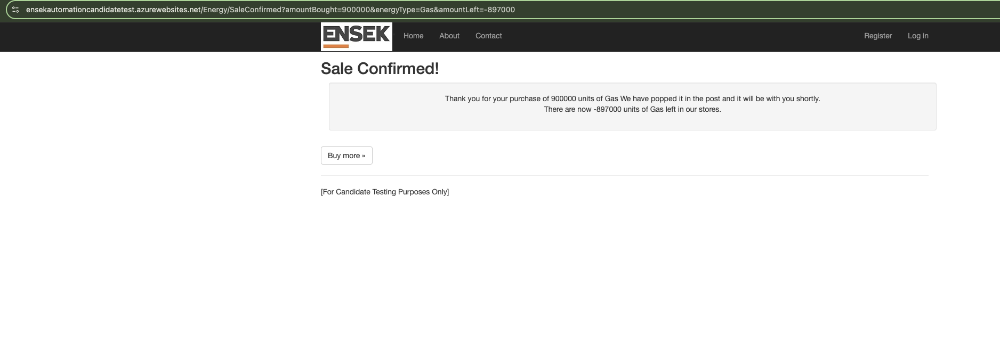 ensekautomationcandidatetest.azurewebsites.net/Energy/SaleConfirmed?amountBought=900000&energyType=Gas&amountLeft=-897000
ENSEK Home About Contact Register Log in
Sale Confirmed!
Thank you for your purchase of 900000 units of Gas We have popped it in the post and it will be with you shortly.
There are now -897000 units of Gas left in our stores.
Buy more »
[For Candidate Testing Purposes Only]